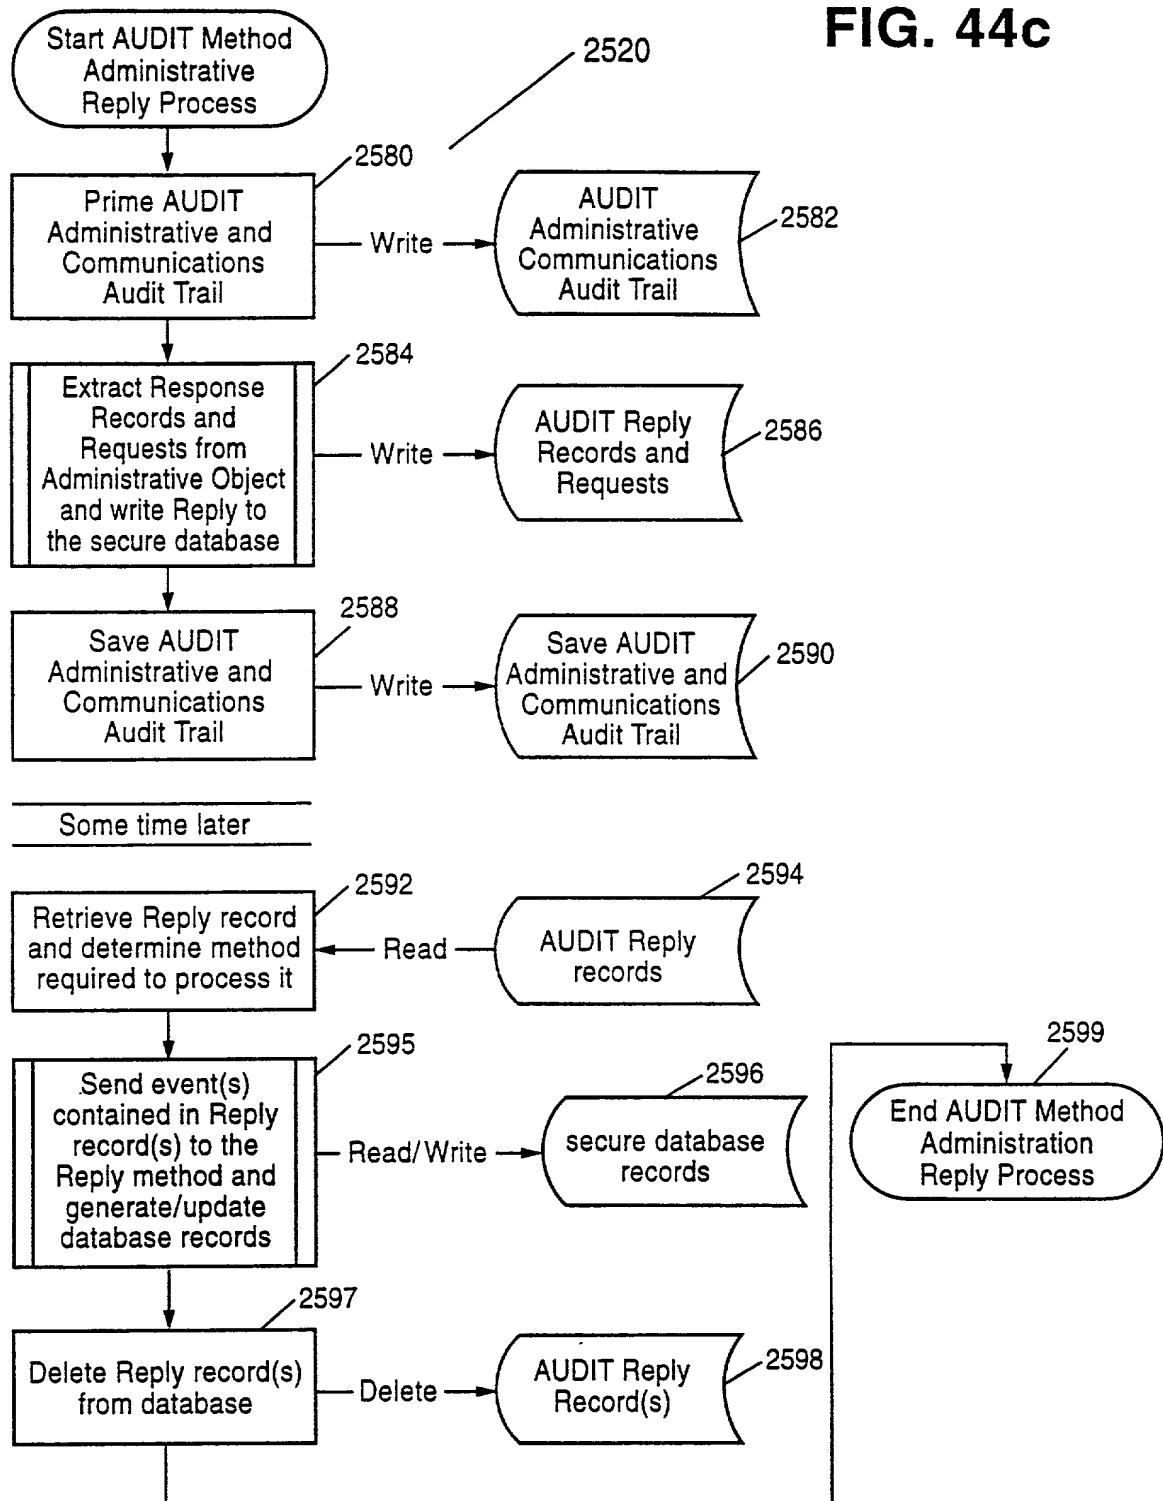 FIG. 44c
Start AUDIT Method
Administrative
Reply Process
2520
2580
Prime AUDIT
Administrative and
Communications
Audit Trail
Write
AUDIT
Administrative
Communications
Audit Trail
2582
2584
Extract Response
Records and
Requests from
Administrative Object
and write Reply to
the secure database
Write
AUDIT Reply
Records and
Requests
2586
2588
Save AUDIT
Administrative and
Communications
Audit Trail
Write
Save AUDIT
Administrative and
Communications
Audit Trail
2590
Some time later
2592
Retrieve Reply record
and determine method
required to process it
Read
2594
AUDIT Reply
records
2595
Send event(s)
contained in Reply
record(s) to the
Reply method and
generate/update
database records
Read/Write
2596
secure database
records
2597
Delete Reply record(s)
from database
Delete
AUDIT Reply
Record(s)
2598
2599
End AUDIT Method
Administration
Reply Process